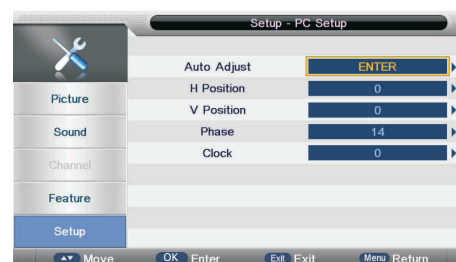 Setup - PC Setup
Auto Adjust ENTER
H Position 0
V Position 0
Phase 14
Clock 0
Picture
Sound
Channel
Feature
Setup
Move OK Enter Exit Exit Menu Return